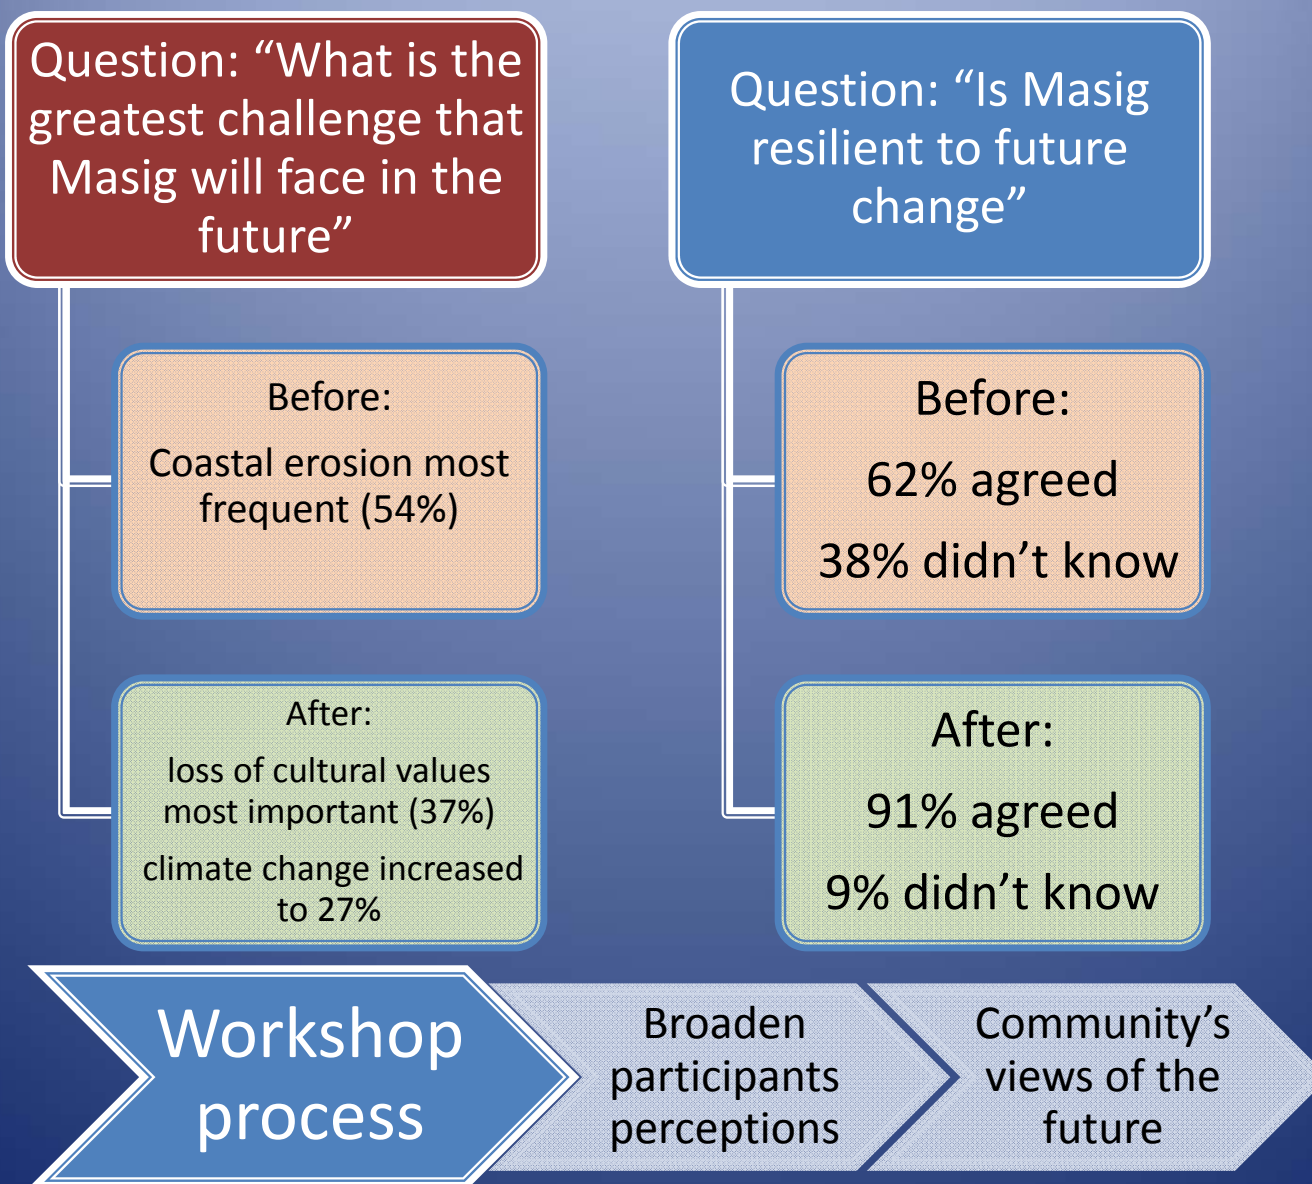 Question: “What is the
greatest challenge that
Masig will face in the
future”
Before:
Coastal erosion most
frequent (54%)
After:
loss of cultural values
most important (37%)
climate change increased
to 27%
Question: “Is Masig
resilient to future
change”
Before:
62% agreed
38% didn’t know
After:
91% agreed
9% didn’t know
Workshop
process
Broaden
participants
perceptions
Community’s
views of the
future